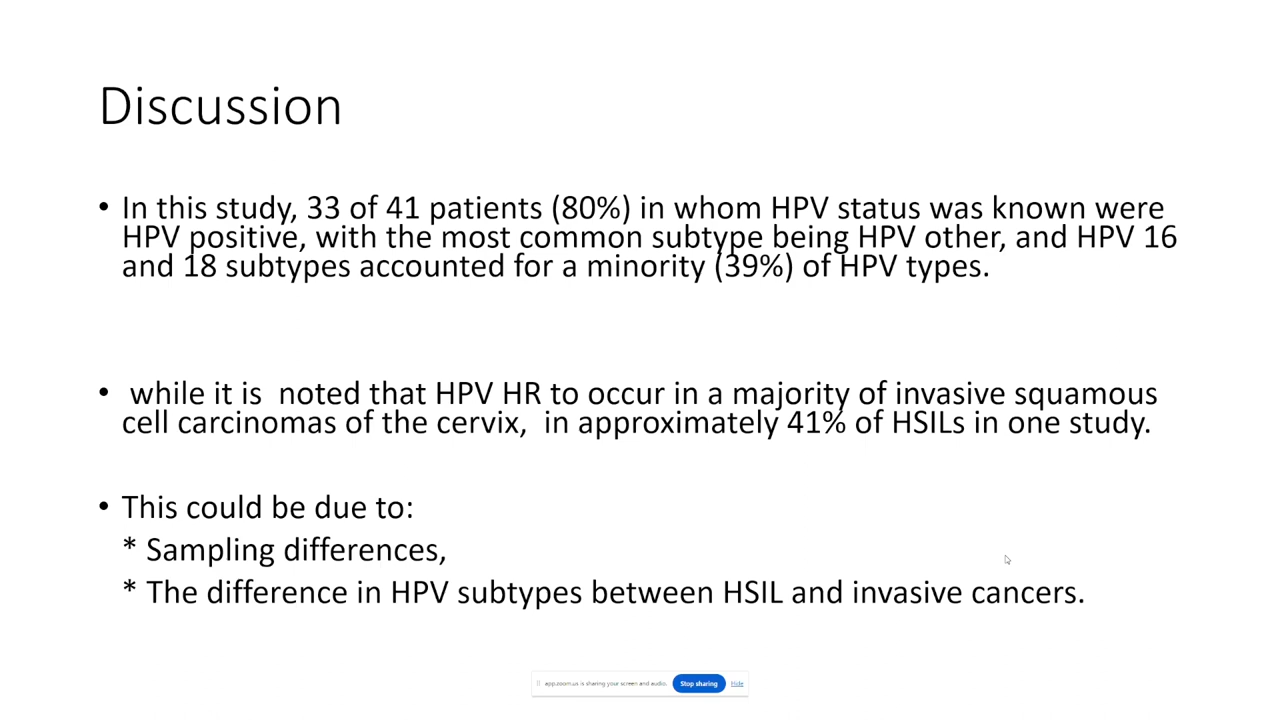 Discussion
• In this study, 33 of 41 patients (80%) in whom HPV status was known were
HPV positive, with the most common subtype being HPV other, and HPV 16
and 18 subtypes accounted for a minority (39%) of HPV types.
• while it is noted that HPV HR to occur in a majority of invasive squamous
cell carcinomas of the cervix, in approximately 41% of HSILs in one study.
• This could be due to:
* Sampling differences,
* The difference in HPV subtypes between HSIL and invasive cancers.
app.zoom.us is sharing your screen and audio. Stop sharing Hide